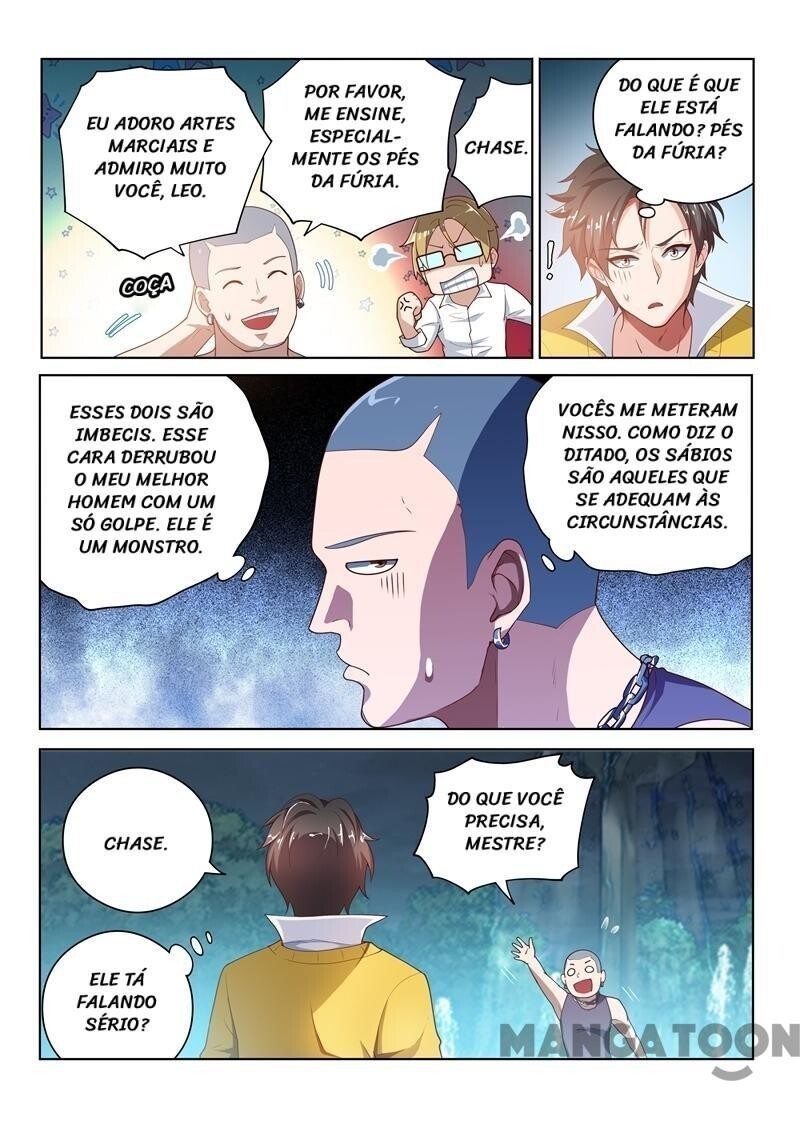 EU ADORO ARTES
MARCIAIS E
ADMIRO MUITO
VOCÊ, LEO.
POR FAVOR,
ME ENSINE,
ESPECIAL-
MENTE OS PÉS
DA FÚRIA.
CHASE.
COÇA
DO QUE É QUE
ELE ESTÁ
FALANDO? PÉS
DA FÚRIA?
!
ESSES DOIS SÃO
IMBECIS. ESSE
CARA DERRUBOU
O MEU MELHOR
HOMEM COM UM
SÓ GOLPE. ELE É
UM MONSTRO.
VOCÊS ME METERAM
NISSO. COMO DIZ O
DITADO, OS SÁBIOS
SÃO AQUELES QUE
SE ADEQUAM ÀS
CIRCUNSTÂNCIAS.
CHASE.
DO QUE VOCÊ
PRECISA,
MESTRE?
ELE TÁ
FALANDO
SÉRIO?
MANGATOON